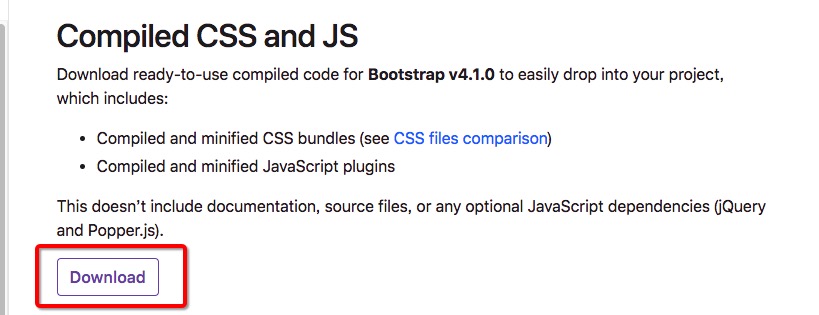 Compiled CSS and JS
Download ready-to-use compiled code for Bootstrap v4.1.0 to easily drop into your project,
which includes:
• Compiled and minified CSS bundles (see CSS files comparison)
• Compiled and minified JavaScript plugins
This doesn’t include documentation, source files, or any optional JavaScript dependencies (jQuery
and Popper.js).
Download